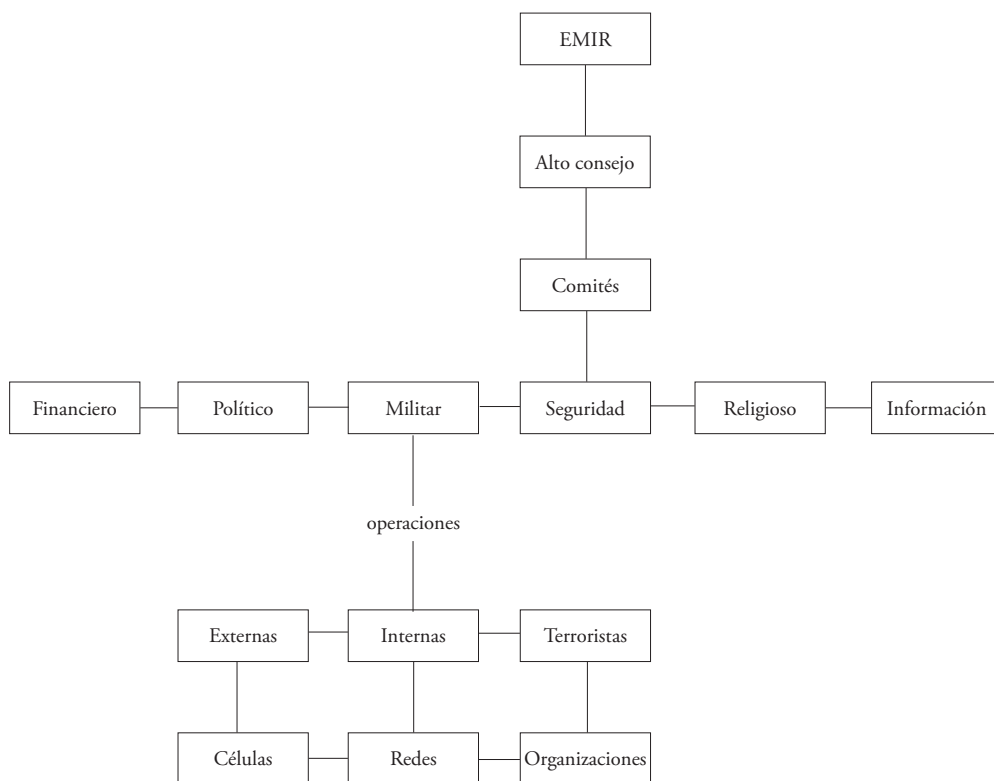 EMIR
Alto consejo
Comités
Financiero
Político
Militar
Seguridad
Religioso
Información
operaciones
Externas
Internas
Terroristas
Células
Redes
Organizaciones